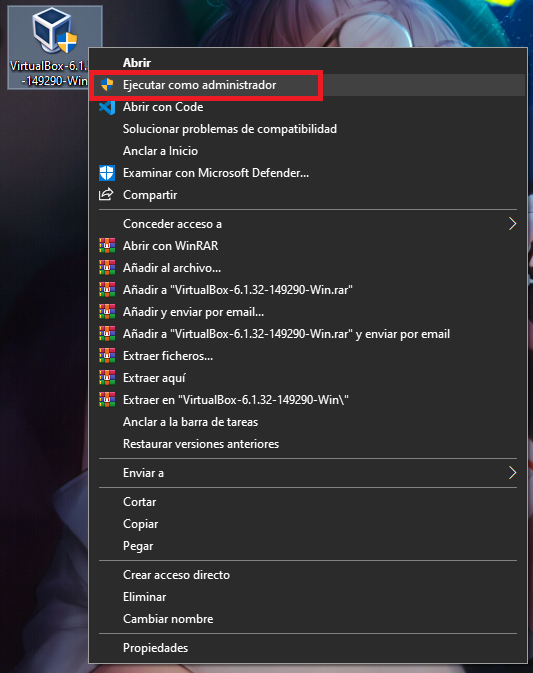 VirtualBox-6.1.
-149290-Win
Abrir
Ejecutar como administrador
Abrir con Code
Solucionar problemas de compatibilidad
Anclar a Inicio
Examinar con Microsoft Defender...
Compartir
Conceder acceso a
Abrir con WinRAR
Añadir al archivo...
Añadir a "VirtualBox-6.1.32-149290-Win.rar"
Añadir y enviar por email...
Añadir a "VirtualBox-6.1.32-149290-Win.rar" y enviar por email
Extraer ficheros...
Extraer aquí
Extraer en "VirtualBox-6.1.32-149290-Win\"
Anclar a la barra de tareas
Restaurar versiones anteriores
Enviar a
Cortar
Copiar
Pegar
Crear acceso directo
Eliminar
Cambiar nombre
Propiedades